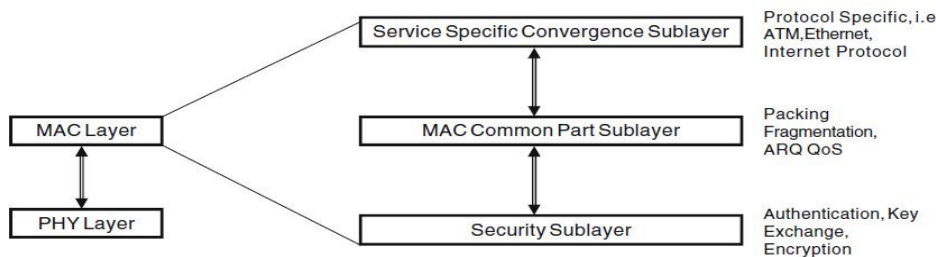 Service Specific Convergence Sublayer
Protocol Specific, i.e
ATM,Ethernet,
Internet Protocol
MAC Layer
MAC Common Part Sublayer
Packing
Fragmentation,
ARQ QoS
PHY Layer
Security Sublayer
Authentication, Key
Exchange,
Encryption